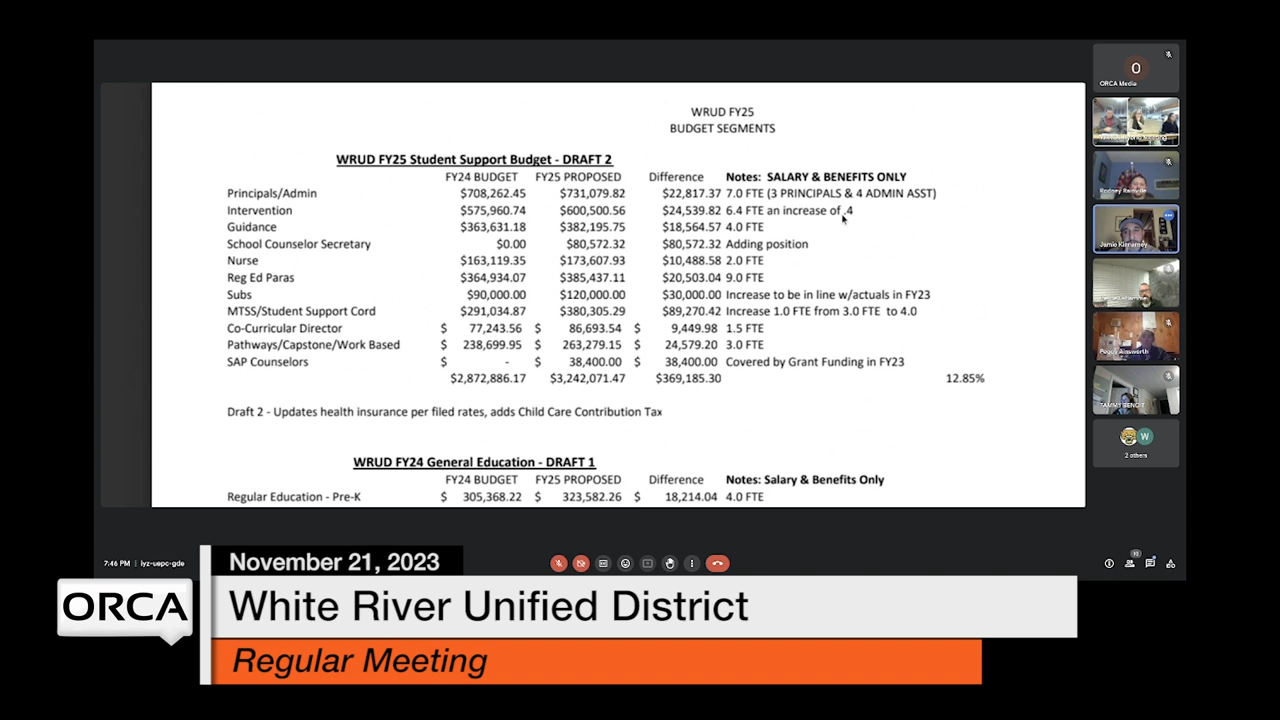 WRUD FY25
BUDGET SEGMENTS
WRUD FY25 Student Support Budget - DRAFT 2
FY24 BUDGET FY25 PROPOSED Difference Notes: SALARY & BENEFITS ONLY
Principals/Admin $708,262.45 $731,079.82 $22,817.37 7.0 FTE (3 PRINCIPALS & 4 ADMIN ASST)
Intervention $575,960.74 $600,500.56 $24,539.82 6.4 FTE an increase of .4
Guidance $363,631.18 $382,195.75 $18,564.57 4.0 FTE
School Counselor Secretary $0.00 $80,572.32 $80,572.32 Adding position
Nurse $163,119.35 $173,607.93 $10,488.58 2.0 FTE
Reg Ed Paras $364,934.07 $385,437.11 $20,503.04 9.0 FTE
Subs $90,000.00 $120,000.00 $30,000.00 Increase to be in line w/actuals in FY23
MTSS/Student Support Cord $291,034.87 $380,305.29 $89,270.42 Increase 1.0 FTE from 3.0 FTE to 4.0
Co-Curricular Director $ 77,243.56 $ 86,693.54 $ 9,449.98 1.5 FTE
Pathways/Capstone/Work Based $ 238,699.95 $ 263,279.15 $ 24,579.20 3.0 FTE
SAP Counselors $ - $ 38,400.00 $ 38,400.00 Covered by Grant Funding in FY23
$2,872,886.17 $3,242,071.47 $369,185.30 12.85%
Draft 2 - Updates health insurance per filed rates, adds Child Care Contribution Tax
WRUD FY24 General Education - DRAFT 1
FY24 BUDGET FY25 PROPOSED Difference Notes: Salary & Benefits Only
Regular Education - Pre-K $ 305,368.22 $ 323,582.26 $ 18,214.04 4.0 FTE
O
ORCA Media
Rodney Rainville
Jamie Kinnarney
Peggy Ainsworth
TAMMY BENOIT
W
2 others
7:46 PM | iyz-uepc-gde
10
November 21, 2023
ORCA
White River Unified District
Regular Meeting